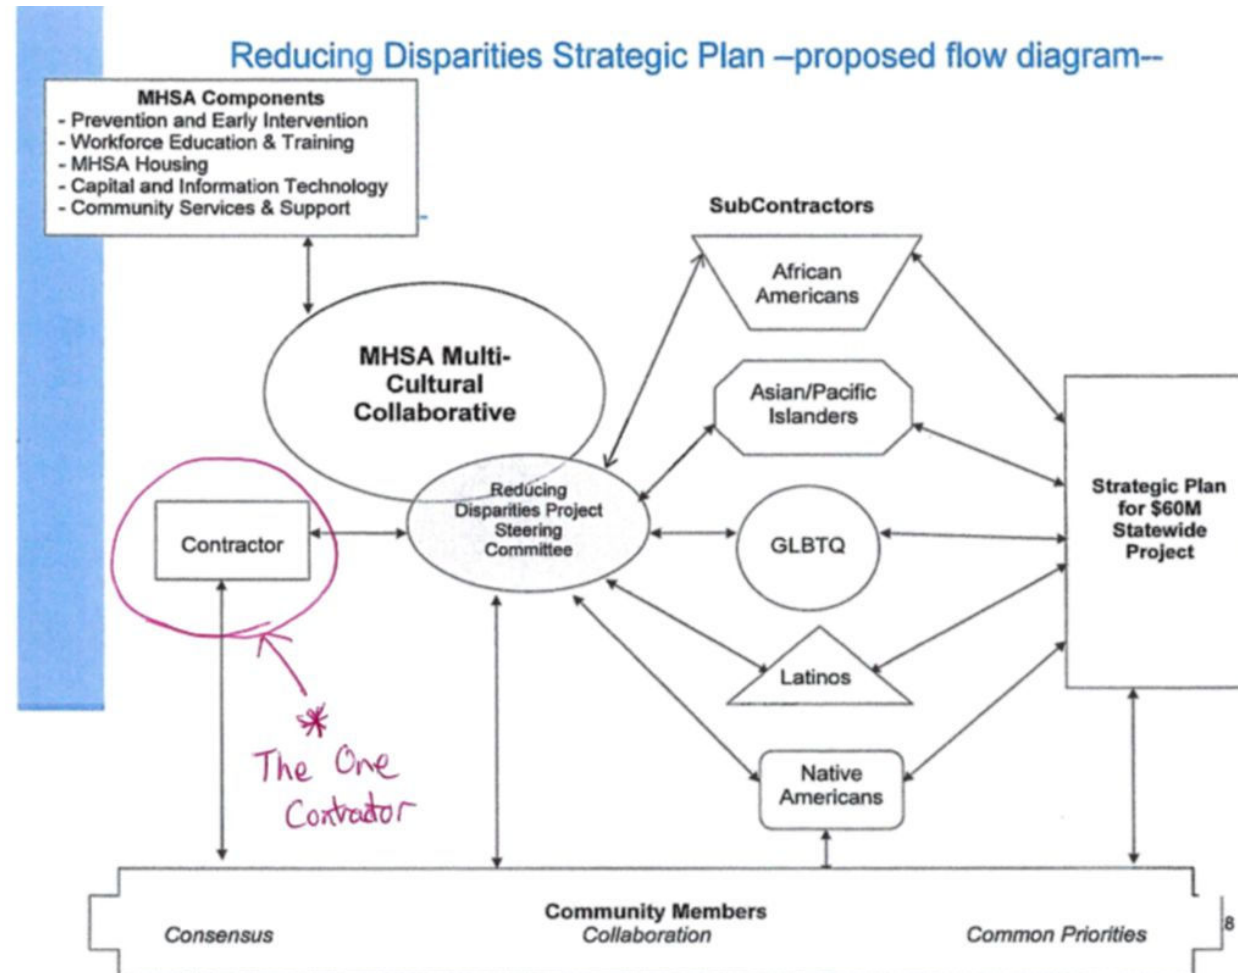 Reducing Disparities Strategic Plan –proposed flow diagram--
MHSA Components
- Prevention and Early Intervention
- Workforce Education & Training
- MHSA Housing
- Capital and Information Technology
- Community Services & Support
MHSA Multi-
Cultural
Collaborative
Contractor
* The One
Contractor
Reducing
Disparities Project
Steering
Committee
SubContractors
African
Americans
Asian/Pacific
Islanders
GLBTQ
Latinos
Native
Americans
Strategic Plan
for $60M
Statewide
Project
Community Members
Consensus
Collaboration
Common Priorities
8